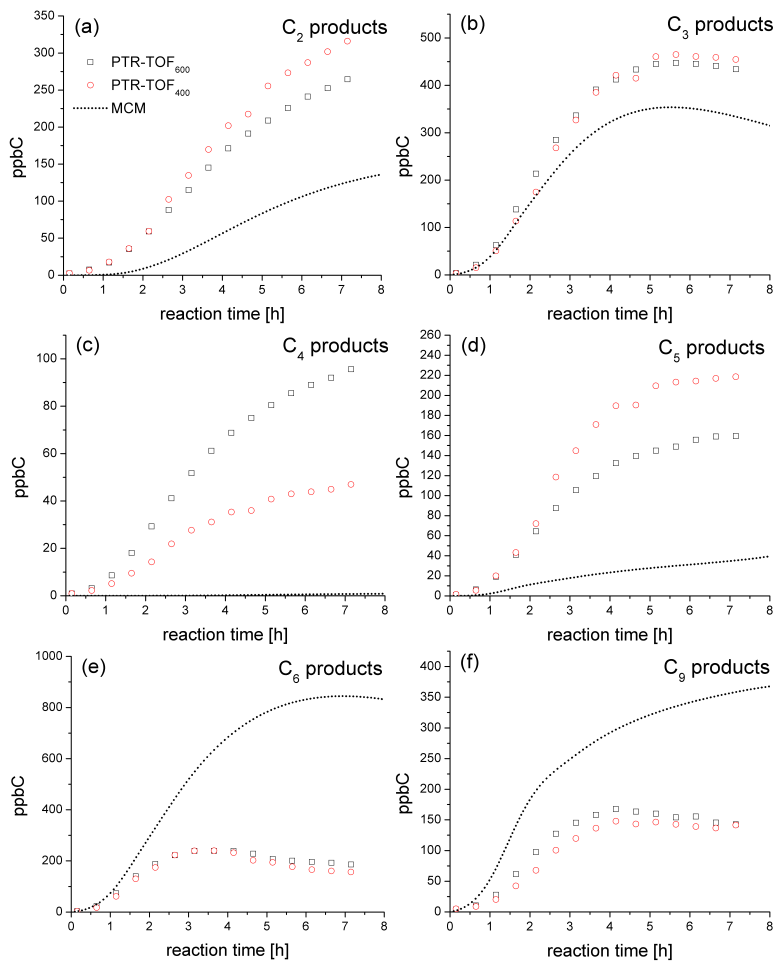 (a) C2 products
350
300
250
200
150
100
50
0
ppbC
PTR-TOF600
PTR-TOF400
MCM
0 1 2 3 4 5 6 7 8
reaction time [h]
(b) C3 products
500
400
300
200
100
0
ppbC
0 1 2 3 4 5 6 7 8
reaction time [h]
(c) C4 products
100
80
60
40
20
0
ppbC
0 1 2 3 4 5 6 7 8
reaction time [h]
(d) C5 products
260
240
220
200
180
160
140
120
100
80
60
40
20
0
ppbC
0 1 2 3 4 5 6 7 8
reaction time [h]
(e) C6 products
1000
800
600
400
200
0
ppbC
0 1 2 3 4 5 6 7 8
reaction time [h]
(f) C9 products
400
350
300
250
200
150
100
50
0
ppbC
0 1 2 3 4 5 6 7 8
reaction time [h]